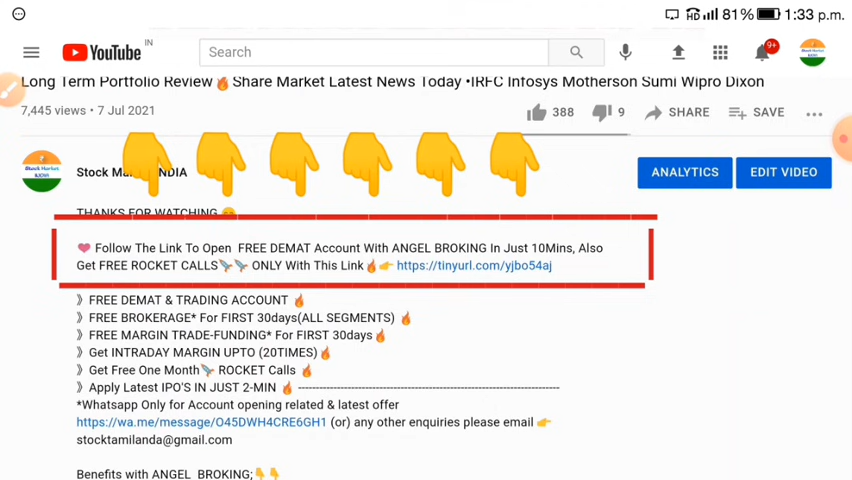 81% 1:33 p.m.
HD
YouTube IN
Search
9+
Long Term Portfolio Review🔥Share Market Latest News Today •IRFC Infosys Motherson Sumi Wipro Dixon
7,445 views • 7 Jul 2021
388 9 SHARE SAVE ...
Stock INDIA
ANALYTICS EDIT VIDEO
THANKS FOR WATCHING
❤ Follow The Link To Open FREE DEMAT Account With ANGEL BROKING In Just 10Mins, Also
Get FREE ROCKET CALLS🚀🚀 ONLY With This Link🔥👉 https://tinyurl.com/yjbo54aj
》FREE DEMAT & TRADING ACCOUNT 🔥
》FREE BROKERAGE* For FIRST 30days(ALL SEGMENTS) 🔥
》FREE MARGIN TRADE-FUNDING* For FIRST 30days🔥
》Get INTRADAY MARGIN UPTO (20TIMES)🔥
》Get Free One Month🚀 ROCKET Calls 🔥
》Apply Latest IPO'S IN JUST 2-MIN 🔥 ------------------------------------------------------------
*Whatsapp Only for Account opening related & latest offer
https://wa.me/message/O45DWH4CRE6GH1 (or) any other enquiries please email 👉
stocktamilanda@gmail.com
Benefits with ANGEL BROKING;👇👇